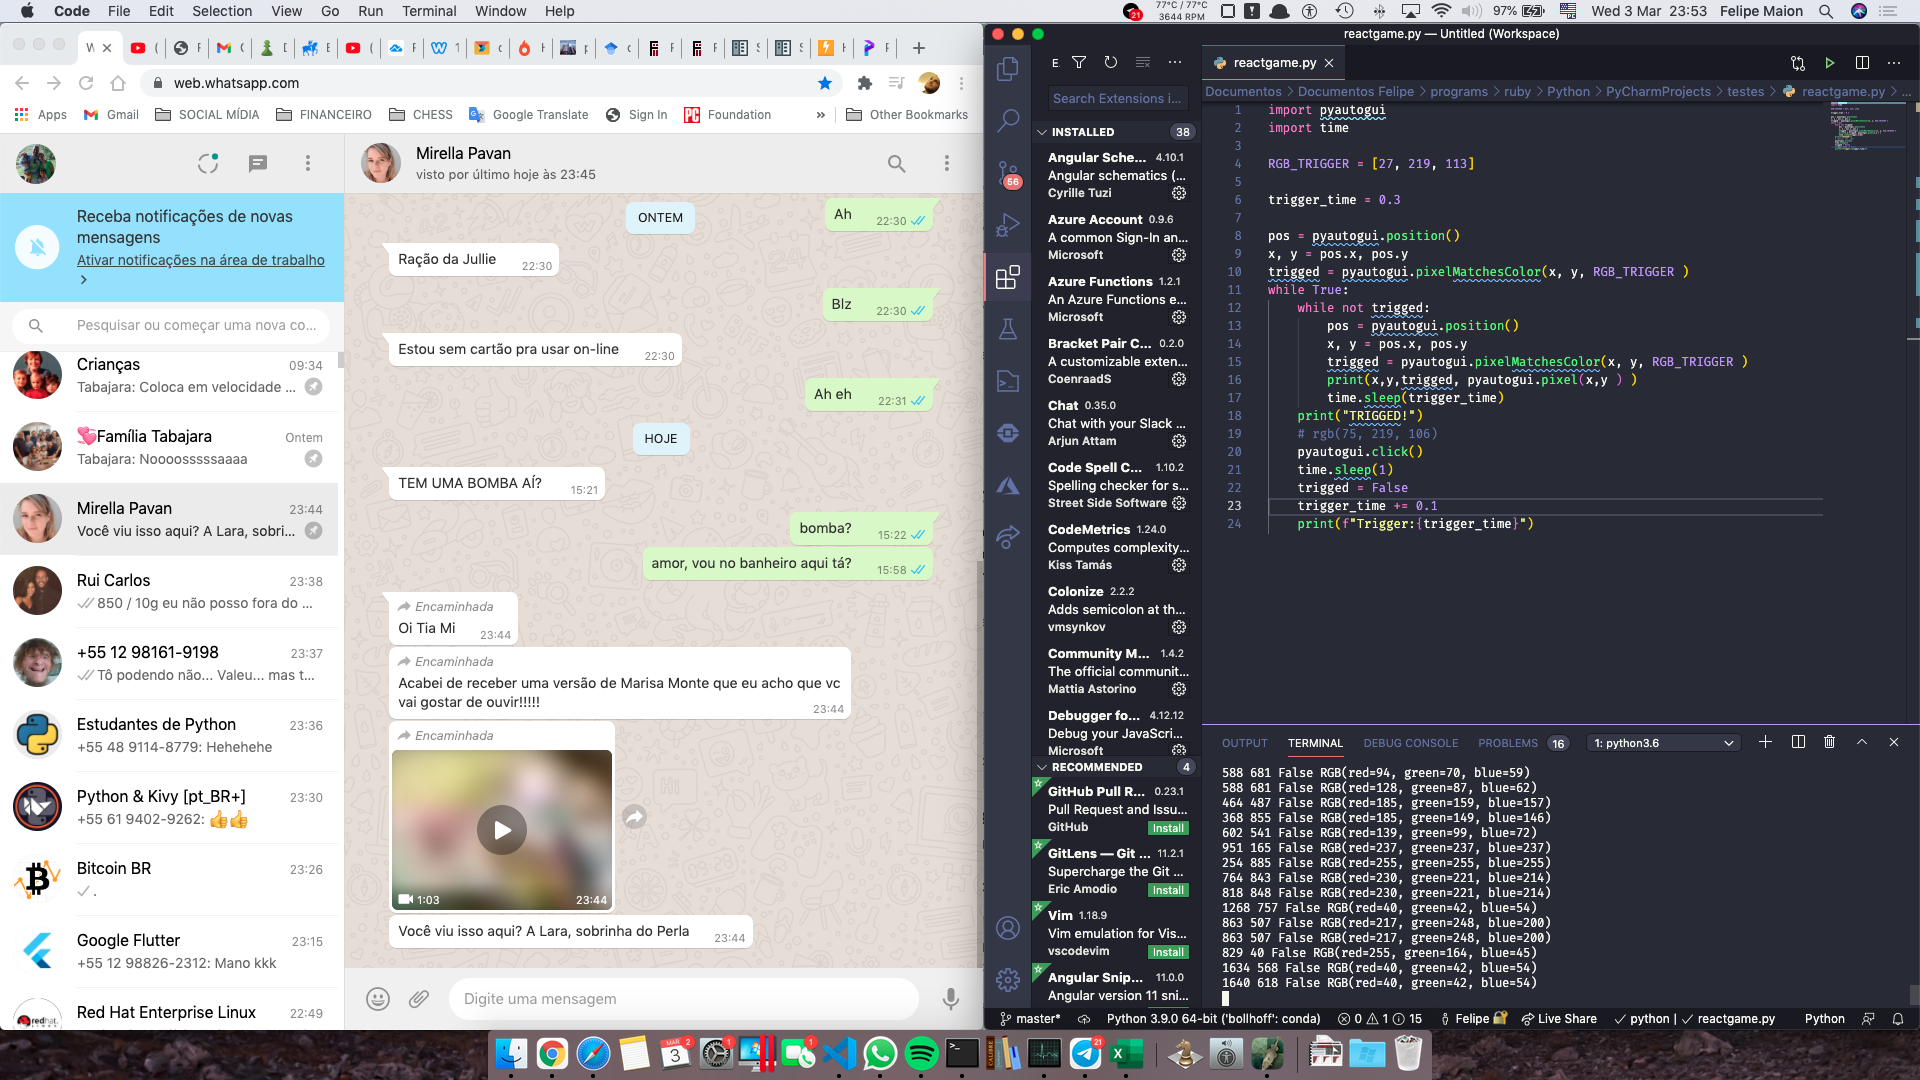 Code File Edit Selection View Go Run Terminal Window Help
21
77°C / 77°C
3644 RPM
97%
Wed 3 Mar 23:53 Felipe Maion
web.whatsapp.com
Apps Gmail SOCIAL MÍDIA FINANCEIRO CHESS Google Translate Sign In Foundation » Other Bookmarks
Receba notificações de novas
mensagens
Ativar notificações na área de trabalho
Pesquisar ou começar uma nova co...
Crianças 09:34
Tabajara: Coloca em velocidade ...
💞Família Tabajara Ontem
Tabajara: Noooosssssaaaa
Mirella Pavan 23:44
Você viu isso aqui? A Lara, sobri...
Rui Carlos 23:38
850 / 10g eu não posso fora do ...
+55 12 98161-9198 23:37
Tô podendo não... Valeu... mas t...
Estudantes de Python 23:36
+55 48 9114-8779: Hehehehe
Python & Kivy [pt_BR+] 23:30
+55 61 9402-9262: 👍👍
Bitcoin BR 23:26
.
Google Flutter 23:15
+55 12 98826-2312: Mano kkk
Red Hat Enterprise Linux 22:49
redhat
Mirella Pavan
visto por último hoje às 23:45
ONTEM
Ah 22:30
Ração da Jullie 22:30
Blz 22:30
Estou sem cartão pra usar on-line 22:30
Ah eh 22:31
HOJE
TEM UMA BOMBA AÍ? 15:21
bomba? 15:22
amor, vou no banheiro aqui tá? 15:58
Encaminhada
Oi Tia Mi 23:44
Encaminhada
Acabei de receber uma versão de Marisa Monte que eu acho que vc
vai gostar de ouvir!!!!!
23:44
Encaminhada
1:03 23:44
Você viu isso aqui? A Lara, sobrinha do Perla 23:44
Digite uma mensagem
reactgame.py — Untitled (Workspace)
56
E.
Search Extensions i...
INSTALLED 38
Angular Sche... 4.10.1
Angular schematics (...
Cyrille Tuzi
Azure Account 0.9.6
A common Sign-In an...
Microsoft
Azure Functions 1.2.1
An Azure Functions e...
Microsoft
Bracket Pair C... 0.2.0
A customizable exten...
CoenraadS
Chat 0.35.0
Chat with your Slack ...
Arjun Attam
Code Spell C... 1.10.2
Spelling checker for s...
Street Side Software
CodeMetrics 1.24.0
Computes complexity...
Kiss Tamás
Colonize 2.2.2
Adds semicolon at th...
vmsynkov
Community M... 1.4.2
The official communit...
Mattia Astorino
Debugger fo... 4.12.12
Debug your JavaScri...
Microsoft
RECOMMENDED 4
GitHub Pull R... 0.23.1
Pull Request and Issu...
GitHub Install
GitLens — Git ... 11.2.1
Supercharge the Git ...
Eric Amodio Install
Vim 1.18.9
Vim emulation for Vis...
vscodevim Install
Angular Snip... 11.0.0
Angular version 11 sni...
reactgame.py
Documentos > Documentos Felipe > programs > ruby > Python > PyCharmProjects > testes > reactgame.py > ...
1 import pyautogui
2 import time
3
4 RGB_TRIGGER = [27, 219, 113]
5
6 trigger_time = 0.3
7
8 pos = pyautogui.position()
9 x, y = pos.x, pos.y
10 trigged = pyautogui.pixelMatchesColor(x, y, RGB_TRIGGER )
11 while True:
12 while not trigged:
13 pos = pyautogui.position()
14 x, y = pos.x, pos.y
15 trigged = pyautogui.pixelMatchesColor(x, y, RGB_TRIGGER )
16 print(x,y,trigged, pyautogui.pixel(x,y ) )
17 time.sleep(trigger_time)
18 print("TRIGGED!")
19 # rgb(75, 219, 106)
20 pyautogui.click()
21 time.sleep(1)
22 trigged = False
23 trigger_time += 0.1
24 print(f"Trigger:{trigger_time}")
OUTPUT TERMINAL DEBUG CONSOLE PROBLEMS 16 1: python3.6
588 681 False RGB(red=94, green=70, blue=59)
588 681 False RGB(red=128, green=87, blue=62)
464 487 False RGB(red=185, green=159, blue=157)
368 855 False RGB(red=185, green=149, blue=146)
602 541 False RGB(red=139, green=99, blue=72)
951 165 False RGB(red=237, green=237, blue=237)
254 885 False RGB(red=255, green=255, blue=255)
764 843 False RGB(red=230, green=221, blue=214)
818 848 False RGB(red=230, green=221, blue=214)
1268 757 False RGB(red=40, green=42, blue=54)
863 507 False RGB(red=217, green=248, blue=200)
863 507 False RGB(red=217, green=248, blue=200)
829 40 False RGB(red=255, green=164, blue=45)
1634 568 False RGB(red=40, green=42, blue=54)
1640 618 False RGB(red=40, green=42, blue=54)
master* Python 3.9.0 64-bit ('bollhoff': conda) 0 1 15 Felipe Live Share python | reactgame.py Python
MAR 3 2 1 1 21